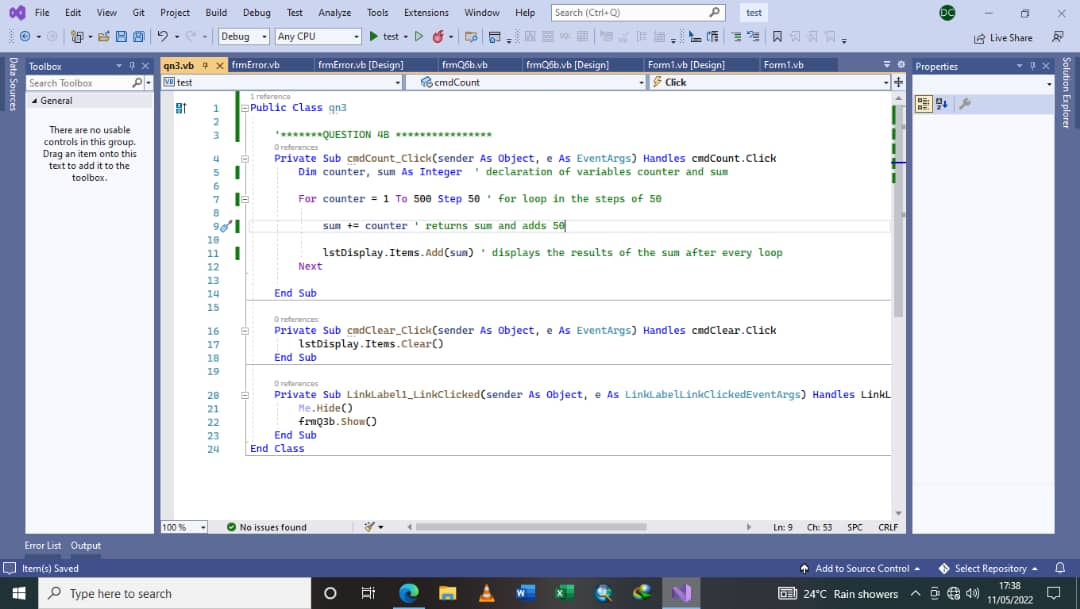 File Edit View Git Project Build Debug Test Analyze Tools Extensions Window Help Search (Ctrl+Q) test DC
Debug Any CPU test Live Share
Data Sources
Toolbox
Search Toolbox
General
There are no usable
controls in this group.
Drag an item onto this
text to add it to the
toolbox.
qn3.vb frmError.vb frmError.vb [Design] frmQ6b.vb frmQ6b.vb [Design] Form1.vb [Design] Form1.vb
VB test cmdCount Click
1 reference
1 Public Class qn3
2
3 '*******QUESTION 4B ****************
0 references
4 Private Sub cmdCount_Click(sender As Object, e As EventArgs) Handles cmdCount.Click
5 Dim counter, sum As Integer ' declaration of variables counter and sum
6
7 For counter = 1 To 500 Step 50 ' for loop in the steps of 50
8
9 sum += counter ' returns sum and adds 50
10
11 lstDisplay.Items.Add(sum) ' displays the results of the sum after every loop
12 Next
13
14 End Sub
15
0 references
16 Private Sub cmdClear_Click(sender As Object, e As EventArgs) Handles cmdClear.Click
17 lstDisplay.Items.Clear()
18 End Sub
19
0 references
20 Private Sub LinkLabel1_LinkClicked(sender As Object, e As LinkLabelLinkClickedEventArgs) Handles LinkL
21 Me.Hide()
22 frmQ3b.Show()
23 End Sub
24 End Class
Properties
Solution Explorer
100 % No issues found Ln: 9 Ch: 53 SPC CRLF
Error List Output
Item(s) Saved Add to Source Control Select Repository
Type here to search 24°C Rain showers 17:38
11/05/2022